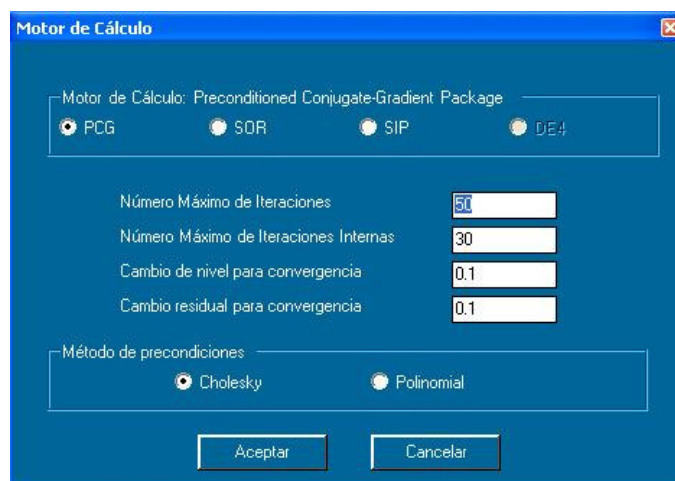 Motor de Cálculo
Motor de Cálculo: Preconditioned Conjugate-Gradient Package
PCG SOR SIP DE4
Número Máximo de Iteraciones 50
Número Máximo de Iteraciones Internas 30
Cambio de nivel para convergencia 0.1
Cambio residual para convergencia 0.1
Método de precondiciones
Cholesky Polinomial
Aceptar Cancelar